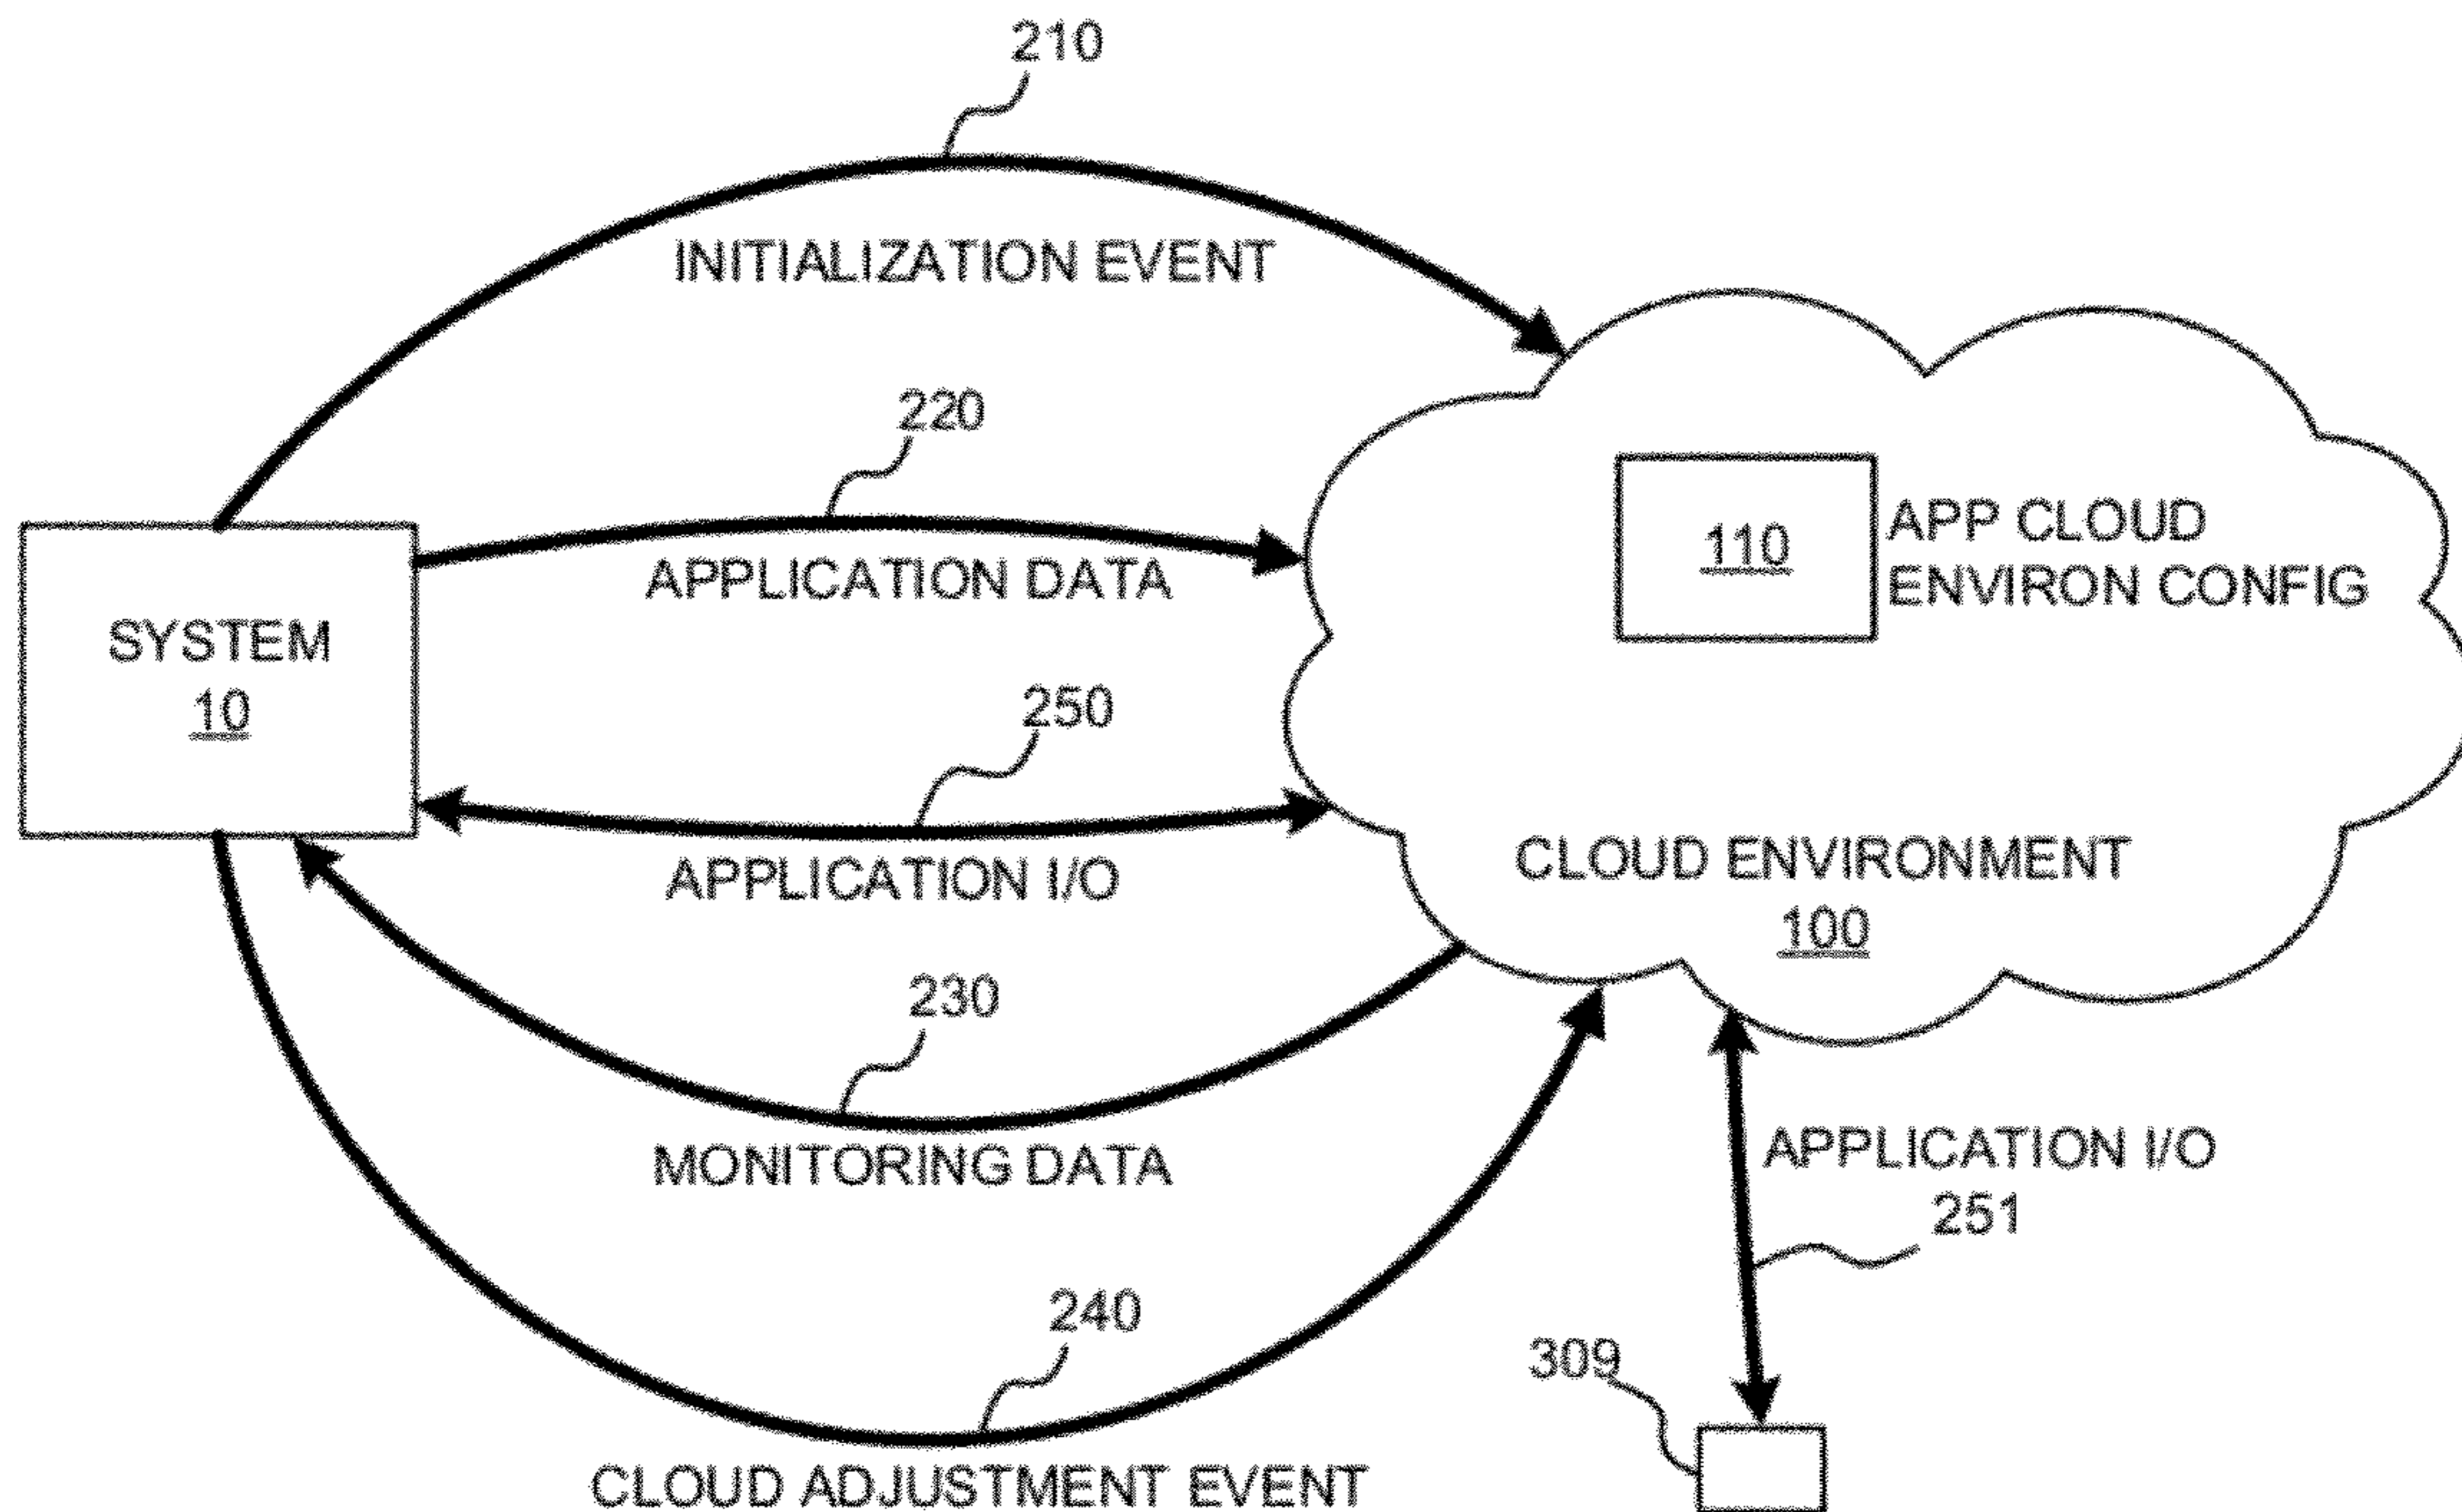 210
INITIALIZATION EVENT
220
APPLICATION DATA
SYSTEM
10
110
APP CLOUD
ENVIRON CONFIG
250
APPLICATION I/O
CLOUD ENVIRONMENT
100
230
MONITORING DATA
APPLICATION I/O
251
240
309
CLOUD ADJUSTMENT EVENT